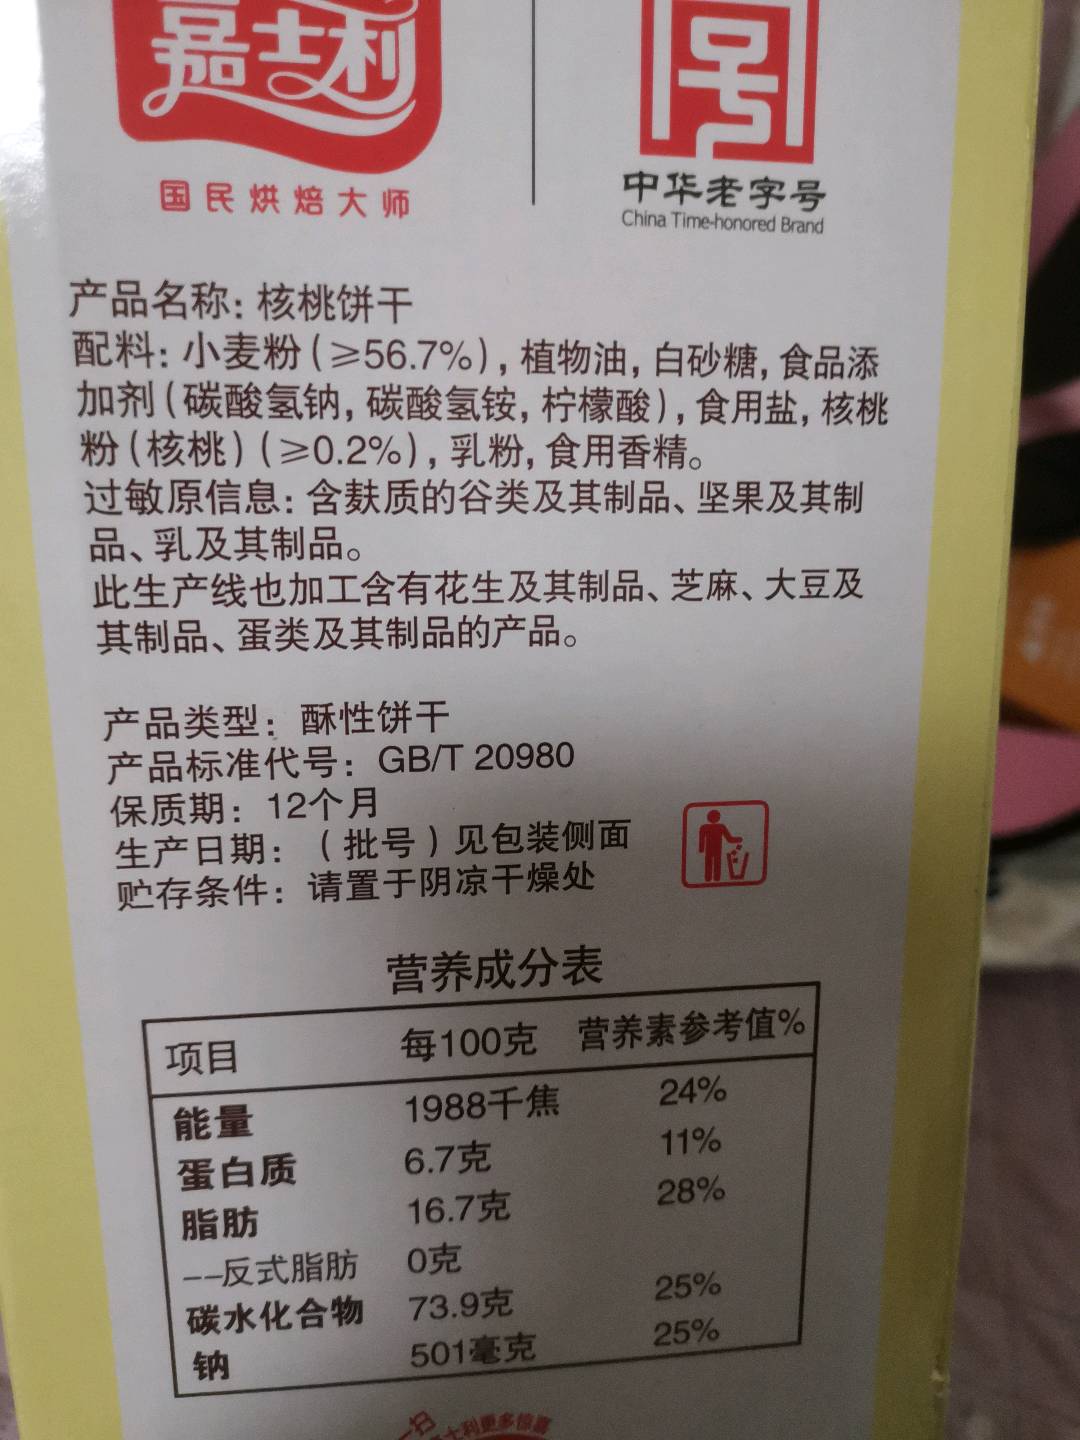 嘉士利
国民烘焙大师
号
中华老字号
China Time-honored Brand
产品名称: 核桃饼干
配料: 小麦粉(≥56.7%), 植物油, 白砂糖, 食品添
加剂(碳酸氢钠, 碳酸氢铵, 柠檬酸), 食用盐, 核桃
粉(核桃)(≥0.2%), 乳粉, 食用香精。
过敏原信息: 含麸质的谷类及其制品、坚果及其制
品、乳及其制品。
此生产线也加工含有花生及其制品、芝麻、大豆及
其制品、蛋类及其制品的产品。
产品类型: 酥性饼干
产品标准代号: GB/T 20980
保质期: 12个月
生产日期: (批号)见包装侧面
贮存条件: 请置于阴凉干燥处
营养成分表
项目 每100克 营养素参考值%
能量 1988千焦 24%
蛋白质 6.7克 11%
脂肪 16.7克 28%
--反式脂肪 0克
碳水化合物 73.9克 25%
钠 501毫克 25%
一扫
士利更多惊喜